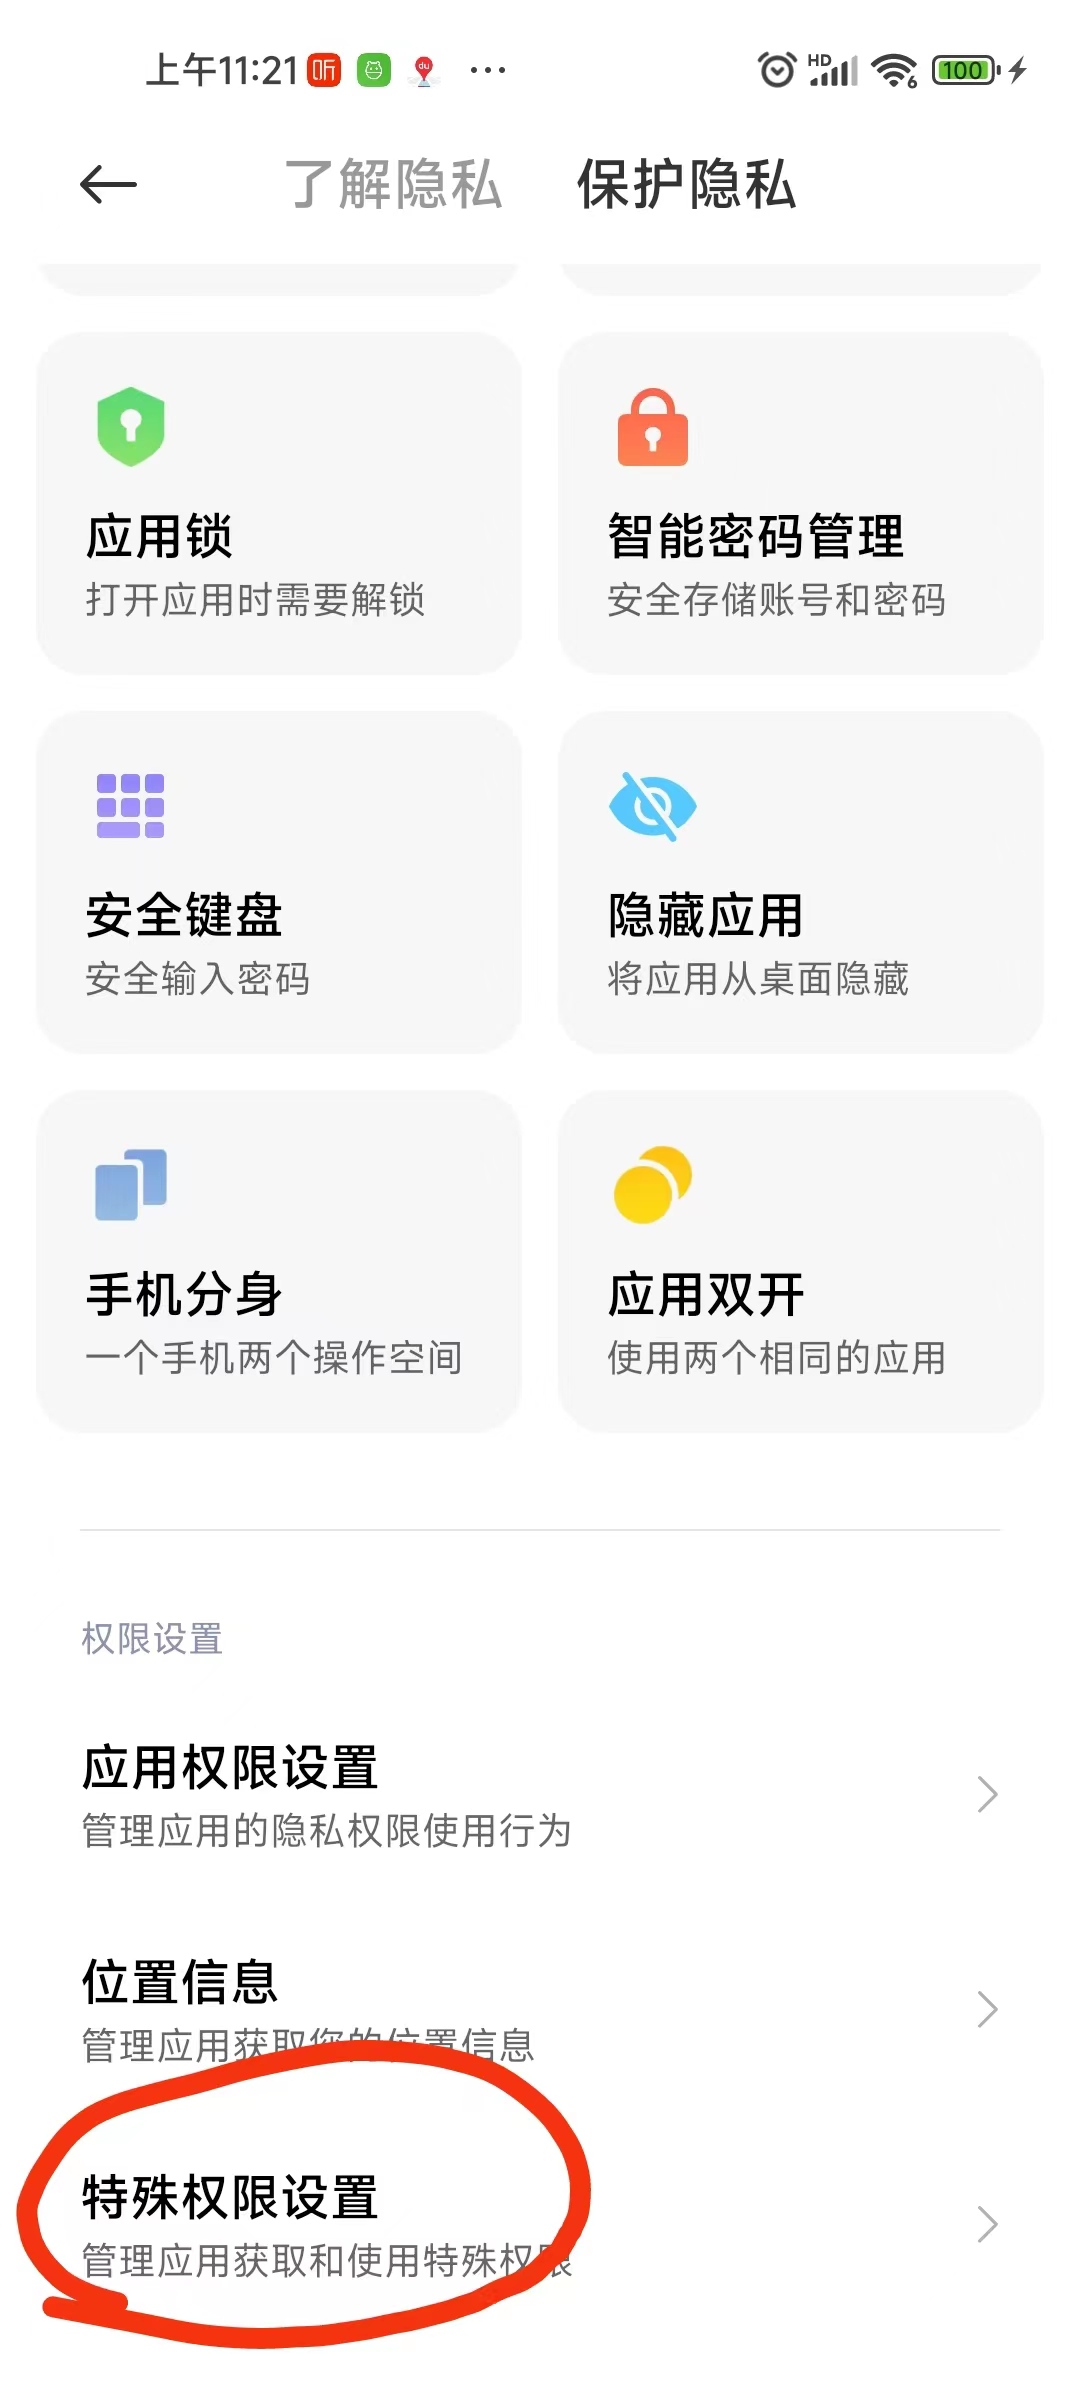 上午11:21 听 du ... HD 6 100
了解隐私 保护隐私
应用锁
打开应用时需要解锁
智能密码管理
安全存储账号和密码
安全键盘
安全输入密码
隐藏应用
将应用从桌面隐藏
手机分身
一个手机两个操作空间
应用双开
使用两个相同的应用
权限设置
应用权限设置
管理应用的隐私权限使用行为
位置信息
管理应用获取您的位置信息
特殊权限设置
管理应用获取和使用特殊权限